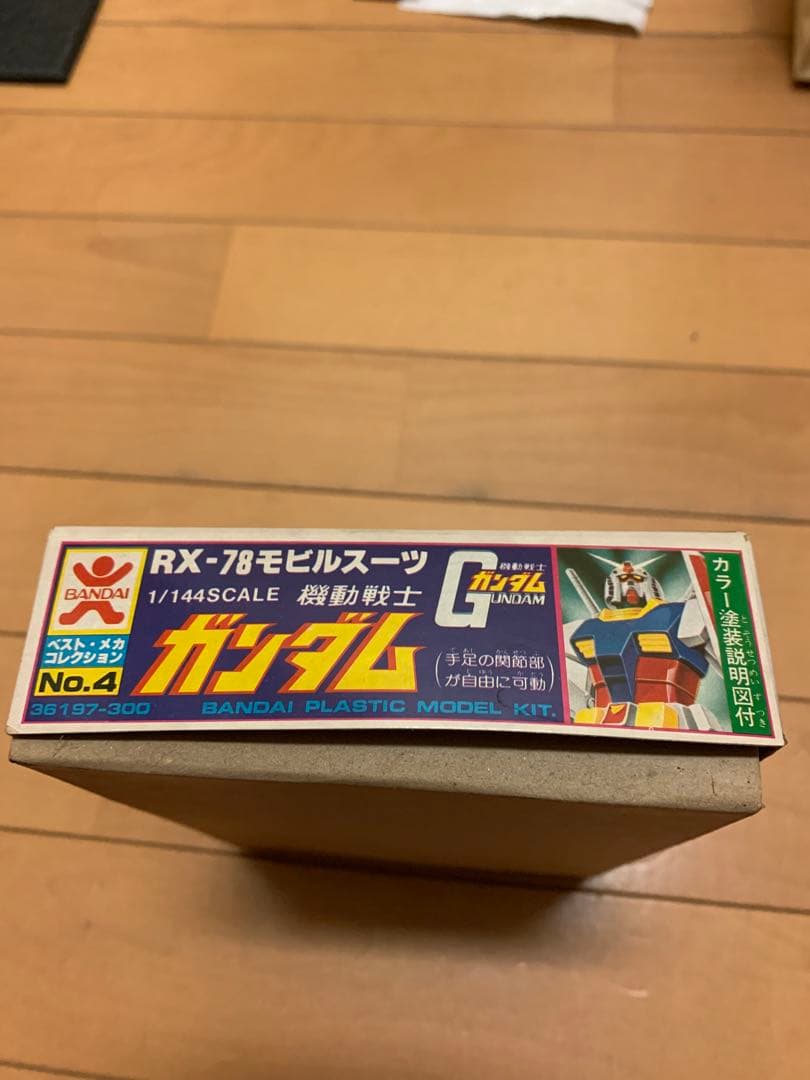 BANDAI
ベスト・メカ
コレクション
No.4
36197-300
RX-78モビルスーツ
1/144SCALE 機動戦士
ガンダム
BANDAI PLASTIC MODEL KIT.
機動戦士
ガンダム
GUNDAM
(手足の関節部
が自由に可動)
カラー塗装説明図付